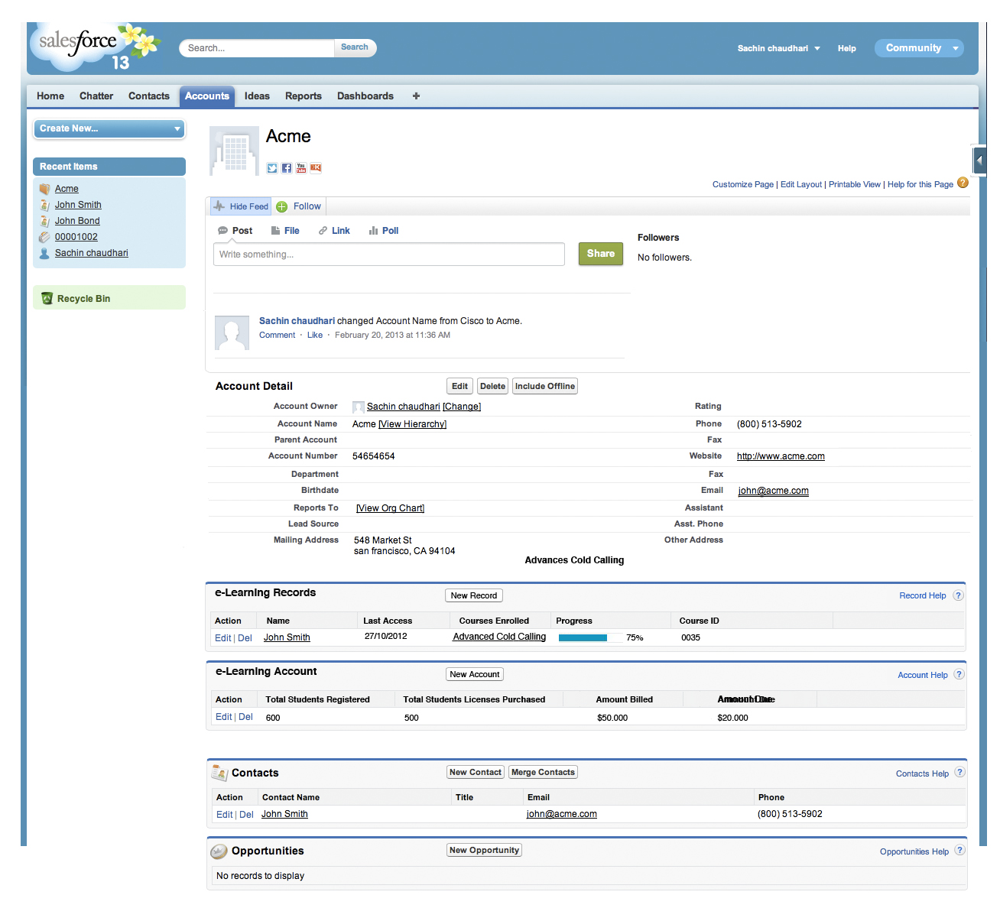 salesforce
13
Search...
Search
Sachin chaudhari
Help
Community
Home Chatter Contacts Accounts Ideas Reports Dashboards +
Create New...
Recent Items
Acme
John Smith
John Bond
00001002
Sachin chaudhari
Recycle Bin
Acme
You
Tube
Customize Page | Edit Layout | Printable View | Help for this Page ?
Hide Feed Follow
Post File Link Poll
Write something...
Share
Followers
No followers.
Sachin chaudhari changed Account Name from Cisco to Acme.
Comment · Like · February 20, 2013 at 11:36 AM
Account Detail Edit Delete Include Offline
Account Owner Sachin chaudhari [Change] Rating
Account Name Acme [View Hierarchy] Phone (800) 513-5902
Parent Account Fax
Account Number 54654654 Website http://www.acme.com
Department Fax
Birthdate Email john@acme.com
Reports To [View Org Chart] Assistant
Lead Source Asst. Phone
Mailing Address 548 Market St Other Address
san francisco, CA 94104
Advances Cold Calling
e-Learning Records New Record Record Help ?
Action Name Last Access Courses Enrolled Progress Course ID
Edit | Del John Smith 27/10/2012 Advanced Cold Calling 75% 0035
e-Learning Account New Account Account Help ?
Action Total Students Registered Total Students Licenses Purchased Amount Billed Amount Due
Edit | Del 600 500 $50.000 $20.000
Contacts New Contact Merge Contacts Contacts Help ?
Action Contact Name Title Email Phone
Edit | Del John Smith john@acme.com (800) 513-5902
Opportunities New Opportunity Opportunities Help ?
No records to display